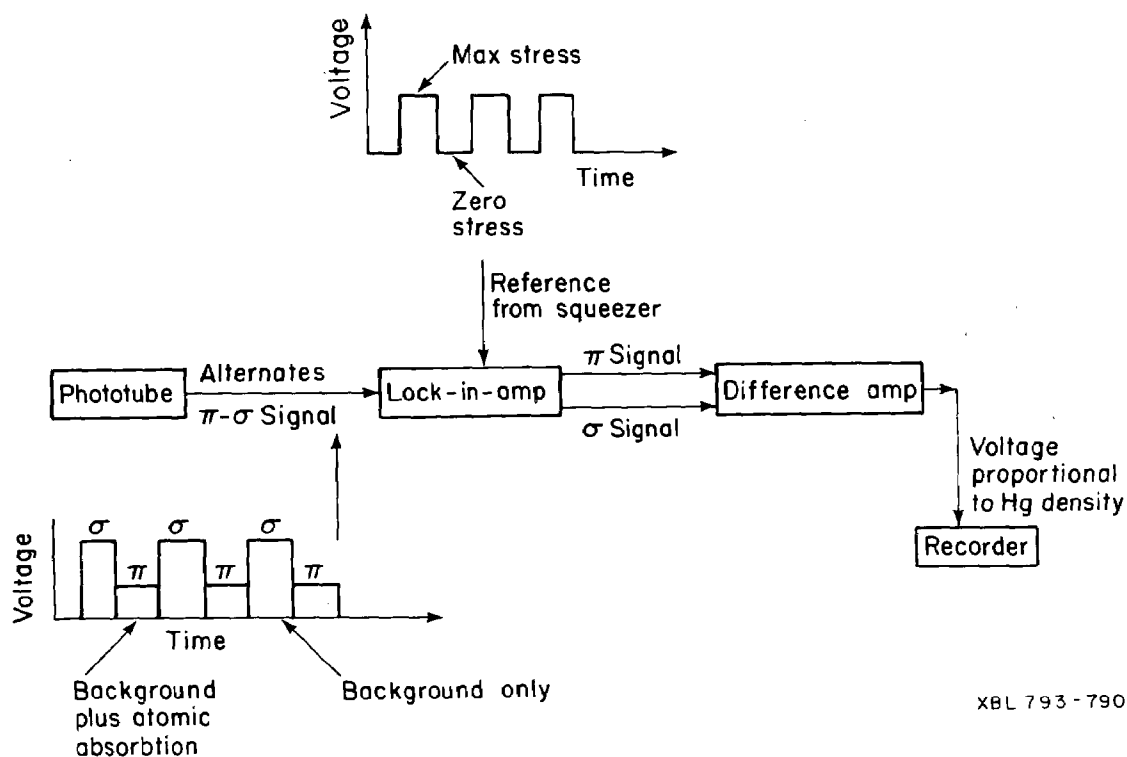 Voltage
Max stress
Time
Zero
stress
Reference
from squeezer
Phototube
Alternates
π-σ Signal
Lock-in-amp
π Signal
σ Signal
Difference amp
Voltage
proportional
to Hg density
Recorder
Voltage
σ σ σ
π π π
Time
Background
plus atomic
absorbtion
Background only
XBL 793-790